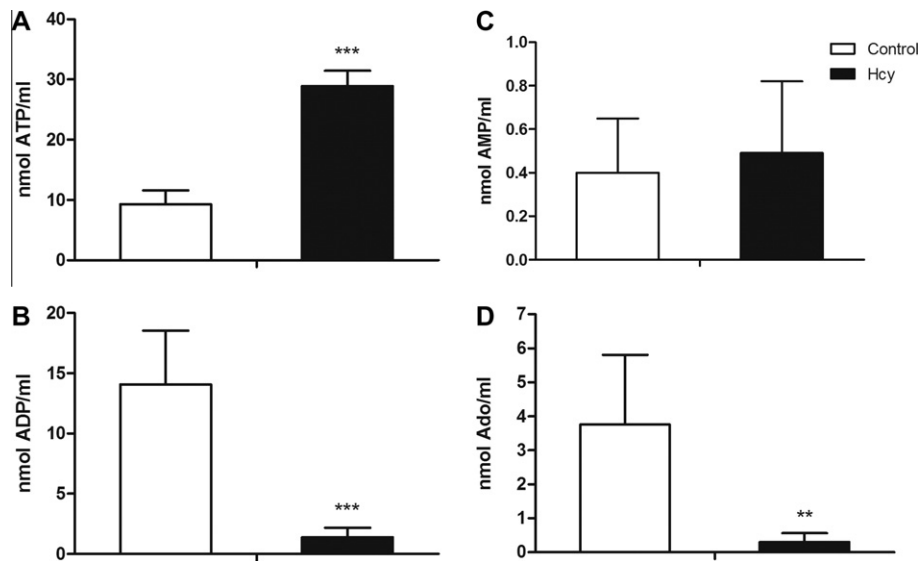 A
nmol ATP/ml
40
30
20
10
0
***
C
nmol AMP/ml
1.0
0.8
0.6
0.4
0.2
0.0
Control
Hcy
B
nmol ADP/ml
20
15
10
5
0
***
D
nmol Ado/ml
7
6
5
4
3
2
1
0
**